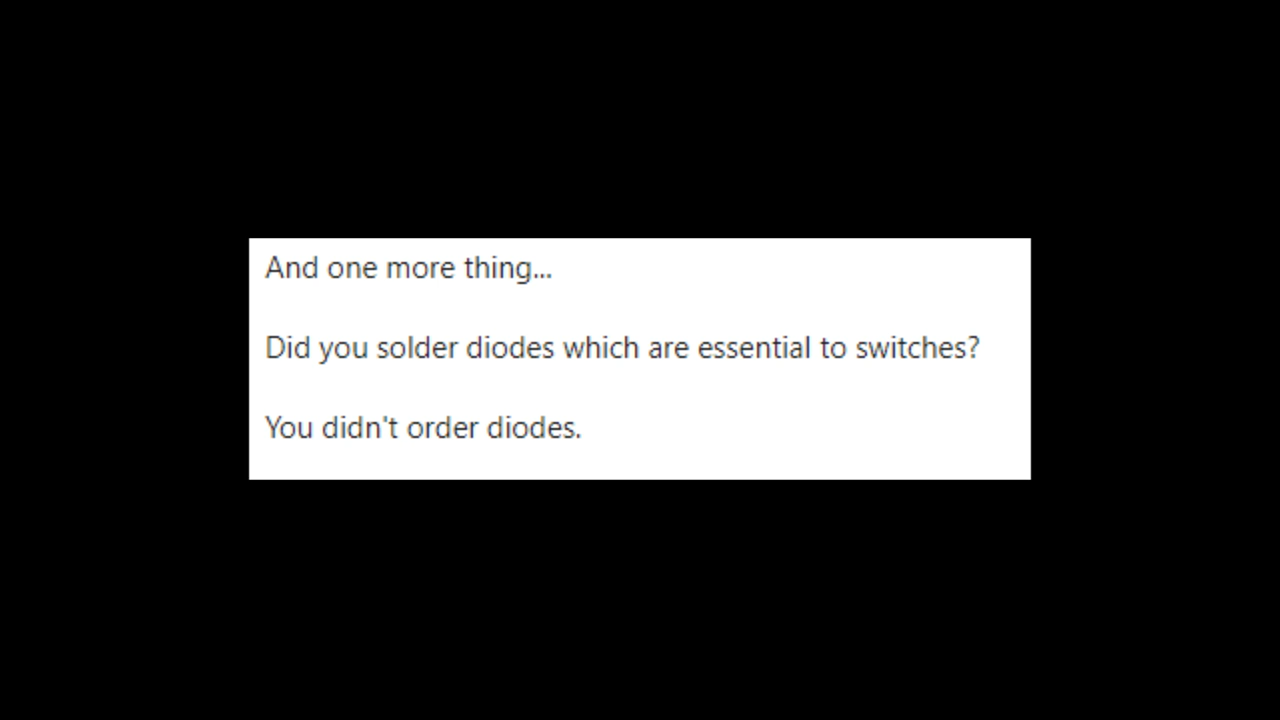 And one more thing...
Did you solder diodes which are essential to switches?
You didn't order diodes.